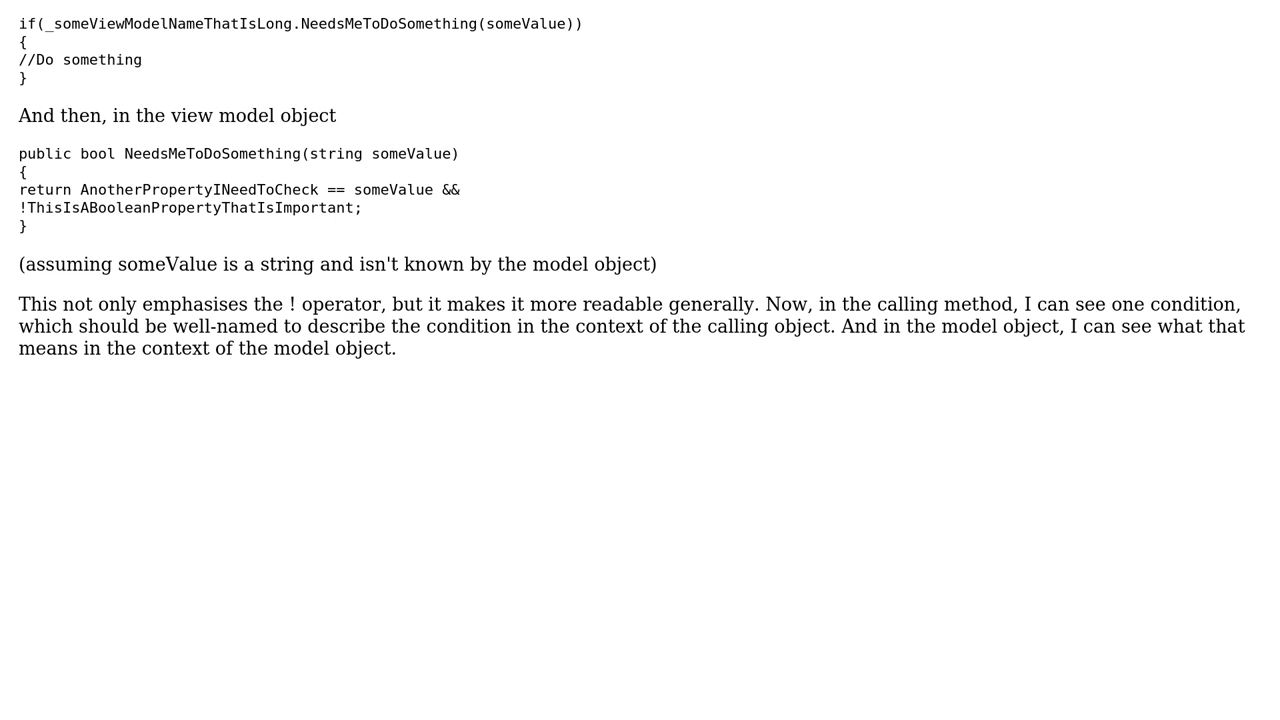 if(_someViewModelNameThatIsLong.NeedsMeToDoSomething(someValue))
{
//Do something
}
And then, in the view model object
public bool NeedsMeToDoSomething(string someValue)
{
return AnotherPropertyINeedToCheck == someValue &&
!ThisIsABooleanPropertyThatIsImportant;
}
(assuming someValue is a string and isn't known by the model object)
This not only emphasises the ! operator, but it makes it more readable generally. Now, in the calling method, I can see one condition,
which should be well-named to describe the condition in the context of the calling object. And in the model object, I can see what that
means in the context of the model object.